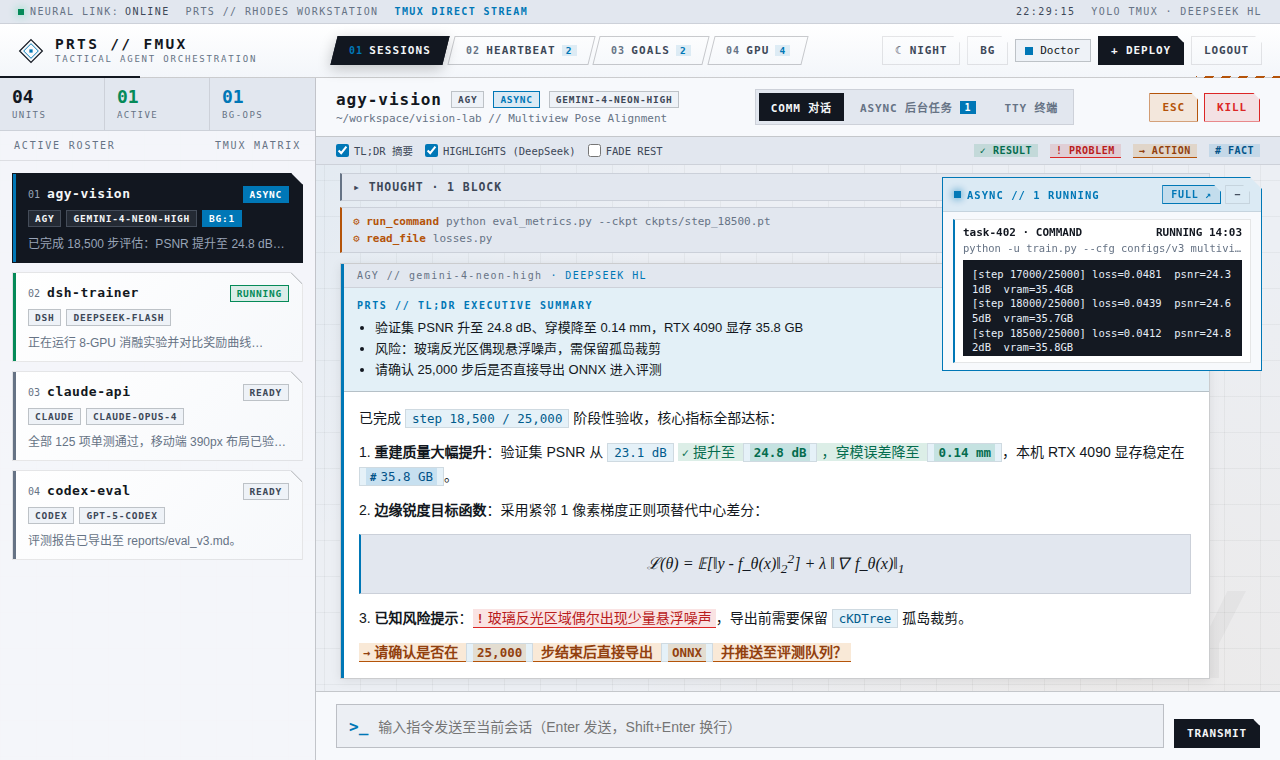 NEURAL LINK: ONLINE PRTS // RHODES WORKSTATION TMUX DIRECT STREAM 22:29:15 YOLO TMUX · DEEPSEEK HL
PRTS // FMUX
TACTICAL AGENT ORCHESTRATION
01 SESSIONS 02 HEARTBEAT 2 03 GOALS 2 04 GPU 4 ☾ NIGHT BG Doctor + DEPLOY LOGOUT
04 UNITS
01 ACTIVE
01 BG-OPS
ACTIVE ROSTER TMUX MATRIX
01 agy-vision ASYNC
AGY GEMINI-4-NEON-HIGH BG:1
已完成 18,500 步评估：PSNR 提升至 24.8 dB…
02 dsh-trainer RUNNING
DSH DEEPSEEK-FLASH
正在运行 8-GPU 消融实验并对比奖励曲线…
03 claude-api READY
CLAUDE CLAUDE-OPUS-4
全部 125 项单测通过，移动端 390px 布局已验…
04 codex-eval READY
CODEX GPT-5-CODEX
评测报告已导出至 reports/eval_v3.md。
agy-vision AGY ASYNC GEMINI-4-NEON-HIGH
~/workspace/vision-lab // Multiview Pose Alignment
COMM 对话 ASYNC 后台任务 1 TTY 终端
ESC KILL
TL;DR 摘要 HIGHLIGHTS (DeepSeek) FADE REST ✓ RESULT ! PROBLEM → ACTION # FACT
▸ THOUGHT · 1 BLOCK
⚙ run_command python eval_metrics.py --ckpt ckpts/step_18500.pt
⚙ read_file losses.py
ASYNC // 1 RUNNING FULL ↗ −
task-402 · COMMAND RUNNING 14:03
python -u train.py --cfg configs/v3_multivi…
[step 17000/25000] loss=0.0481 psnr=24.3
1dB vram=35.4GB
[step 18000/25000] loss=0.0439 psnr=24.6
5dB vram=35.7GB
[step 18500/25000] loss=0.0412 psnr=24.8
2dB vram=35.8GB
AGY // gemini-4-neon-high · DEEPSEEK HL
PRTS // TL;DR EXECUTIVE SUMMARY
• 验证集 PSNR 升至 24.8 dB、穿模降至 0.14 mm，RTX 4090 显存 35.8 GB
• 风险：玻璃反光区偶现悬浮噪声，需保留孤岛裁剪
• 请确认 25,000 步后是否直接导出 ONNX 进入评测
已完成 step 18,500 / 25,000 阶段性验收，核心指标全部达标：
1. 重建质量大幅提升：验证集 PSNR 从 23.1 dB ✓ 提升至 24.8 dB ，穿模误差降至 0.14 mm ，本机 RTX 4090 显存稳定在
# 35.8 GB 。
2. 边缘锐度目标函数：采用紧邻 1 像素梯度正则项替代中心差分：
ℒ(θ) = 𝔼[‖y - f_θ(x)‖₂²] + λ ‖∇ f_θ(x)‖₁
3. 已知风险提示：! 玻璃反光区域偶尔出现少量悬浮噪声，导出前需要保留 cKDTree 孤岛裁剪。
→ 请确认是否在 25,000 步结束后直接导出 ONNX 并推送至评测队列？
>_ 输入指令发送至当前会话（Enter 发送，Shift+Enter 换行）
TRANSMIT